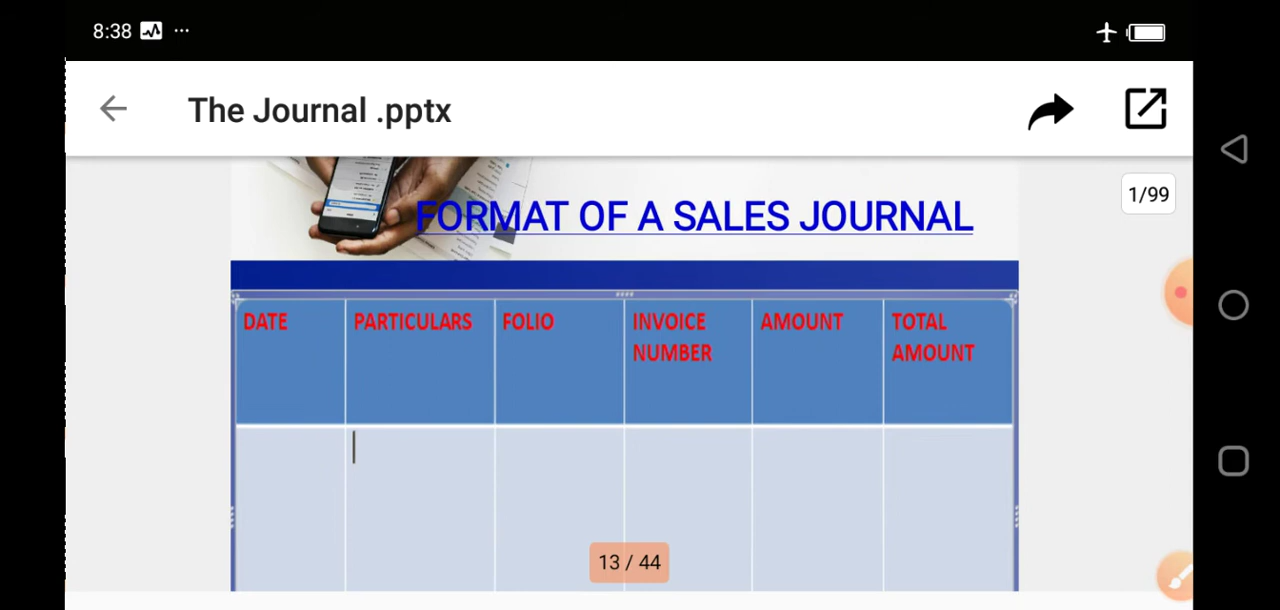 8:38 ...
The Journal .pptx
1/99
FORMAT OF A SALES JOURNAL
DATE PARTICULARS FOLIO INVOICE NUMBER AMOUNT TOTAL AMOUNT
13 / 44